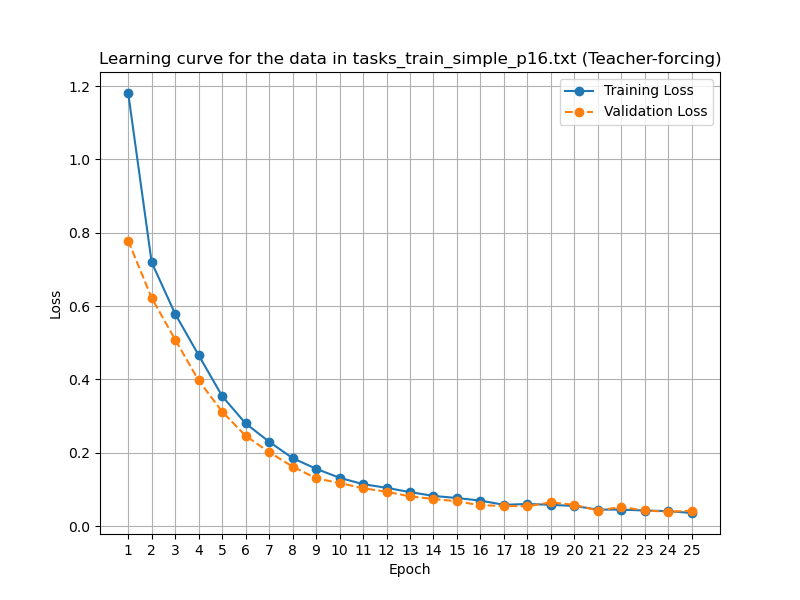 Learning curve for the data in tasks_train_simple_p16.txt (Teacher-forcing)
Training Loss
Validation Loss
1.2
1.0
0.8
0.6
0.4
0.2
0.0
Loss
1 2 3 4 5 6 7 8 9 10 11 12 13 14 15 16 17 18 19 20 21 22 23 24 25
Epoch